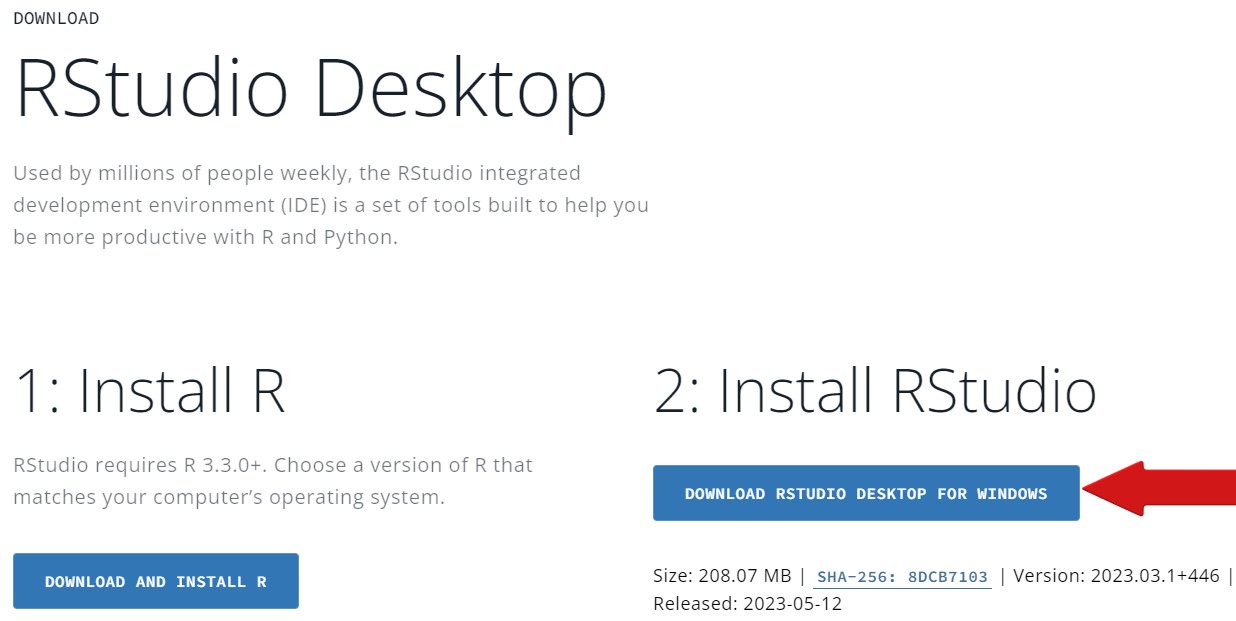 DOWNLOAD
RStudio Desktop
Used by millions of people weekly, the RStudio integrated
development environment (IDE) is a set of tools built to help you
be more productive with R and Python.
1: Install R
RStudio requires R 3.3.0+. Choose a version of R that
matches your computer’s operating system.
DOWNLOAD AND INSTALL R
2: Install RStudio
DOWNLOAD RSTUDIO DESKTOP FOR WINDOWS
Size: 208.07 MB | SHA-256: 8DCB7103 | Version: 2023.03.1+446 |
Released: 2023-05-12